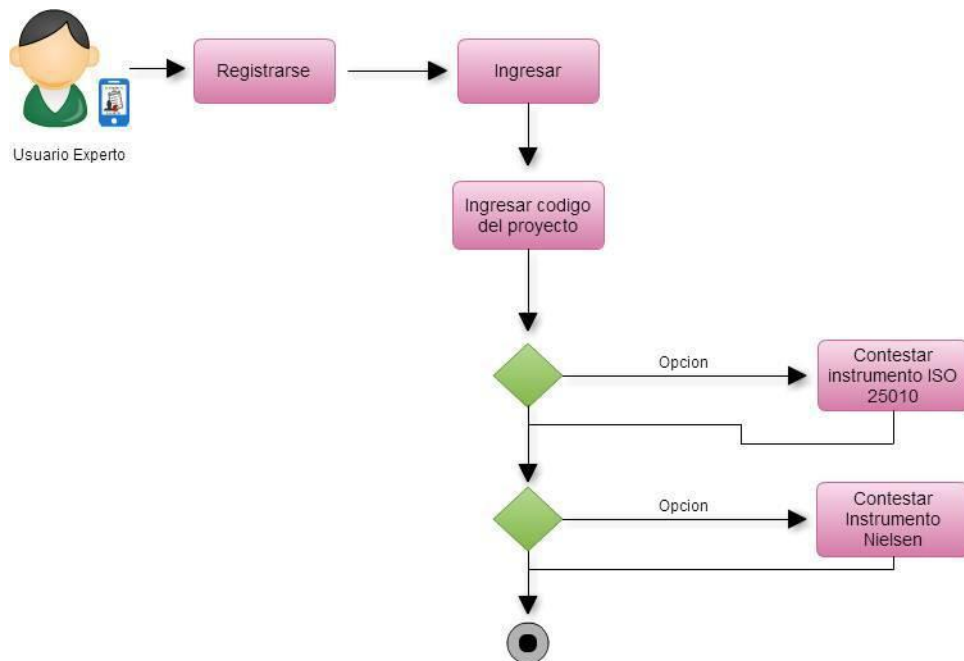 Usuario Experto
Registrarse
Ingresar
Ingresar codigo
del proyecto
Opcion
Contestar
instrumento ISO
25010
Opcion
Contestar
Instrumento
Nielsen